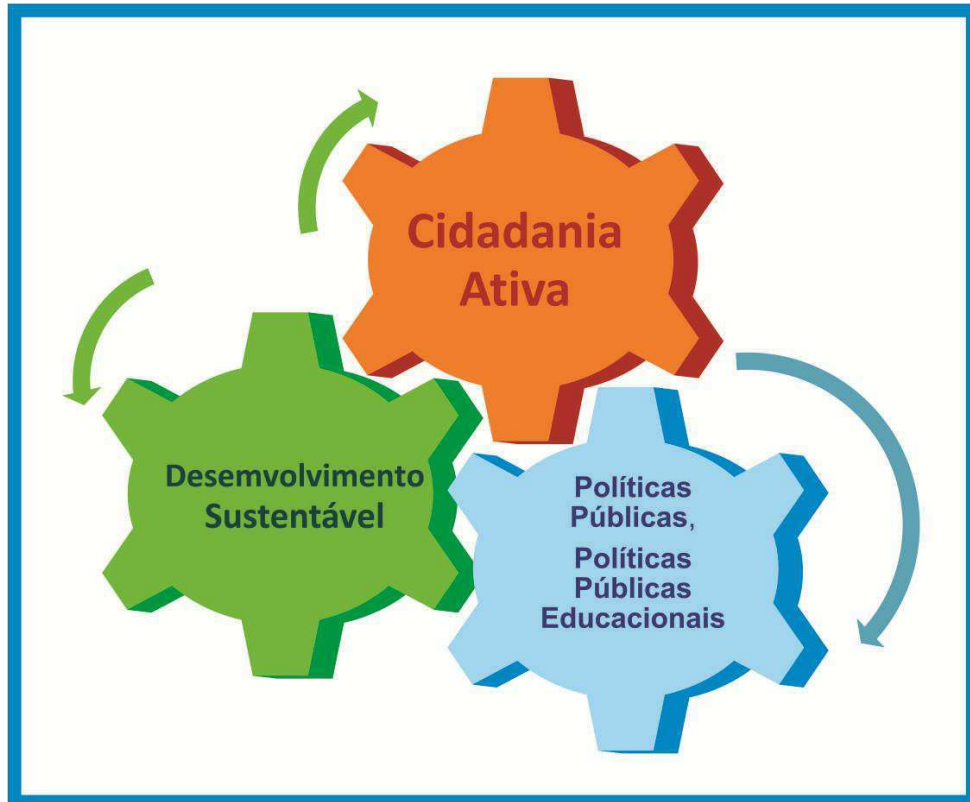 Cidadania
Ativa
Desemvolvimento
Sustentável
Políticas
Públicas,
Políticas
Públicas
Educacionais